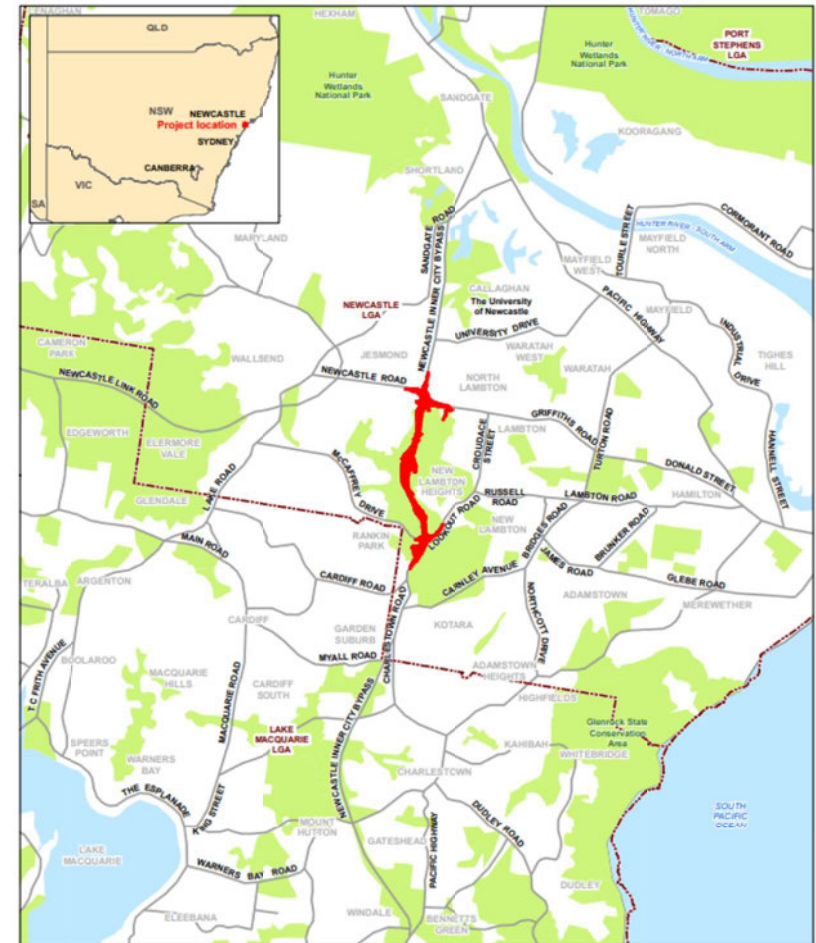 LENAGHAN
HEXHAM
TOMAGO
QLD
NSW
NEWCASTLE
Project location
SYDNEY
CANBERRA
VIC
SA
Hunter
Wetlands
National Park
Hunter
Wetlands
National Park
HUNTER RIVER - NORTH ARM
PORT
STEPHENS
LGA
SANDGATE
KOORAGANG
SHORTLAND
MARYLAND
SANDGATE ROAD
NEWCASTLE INNER CITY BYPASS
HUNTER RIVER - SOUTH ARM
CORMORANT ROAD
TOURLE STREET
MAYFIELD
NORTH
MAYFIELD
WEST
CALLAGHAN
The University
of Newcastle
NEWCASTLE
LGA
PACIFIC HIGHWAY
MAYFIELD
UNIVERSITY DRIVE
INDUSTRIAL
DRIVE
TIGHES
HILL
CAMERON
PARK
WALLSEND
JESMOND
WARATAH
WEST
WARATAH
NEWCASTLE LINK ROAD
NEWCASTLE ROAD
NORTH
LAMBTON
GRIFFITHS ROAD
EDGEWORTH
ELERMORE
VALE
LAMBTON
CROUDACE
STREET
TURTON ROAD
DONALD STREET
HANNELL STREET
McCAFFREY
DRIVE
NEW
LAMBTON
HEIGHTS
GLENDALE
LAKE ROAD
RUSSELL
ROAD
LAMBTON ROAD
HAMILTON
LOOKOUT ROAD
NEW
LAMBTON
BRIDGES ROAD
BRUNKER ROAD
RANKIN
PARK
MAIN ROAD
JAMES ROAD
GLEBE ROAD
TERALBA
ARGENTON
CARDIFF ROAD
CARNLEY AVENUE
ADAMSTOWN
MEREWETHER
CARDIFF
GARDEN
SUBURB
CHARLESTOWN ROAD
KOTARA
NORTHCOTT DRIVE
T C FRITH AVENUE
BOOLAROO
MYALL ROAD
ADAMSTOWN
HEIGHTS
MACQUARIE
HILLS
CARDIFF
SOUTH
HIGHFIELDS
MACQUARIE ROAD
LAKE
MACQUARIE
LGA
NEWCASTLE INNER CITY BYPASS
Glenrock State
Conservation
Area
SPEERS
POINT
WARNERS
BAY
KAHIBAH
WHITEBRIDGE
CHARLESTOWN
THE ESPLANADE
KING STREET
MOUNT
HUTTON
PACIFIC HIGHWAY
DUDLEY ROAD
SOUTH
PACIFIC
OCEAN
LAKE
MACQUARIE
GATESHEAD
WARNERS BAY ROAD
DUDLEY
ELEEBANA
WINDALE
BENNETTS
GREEN